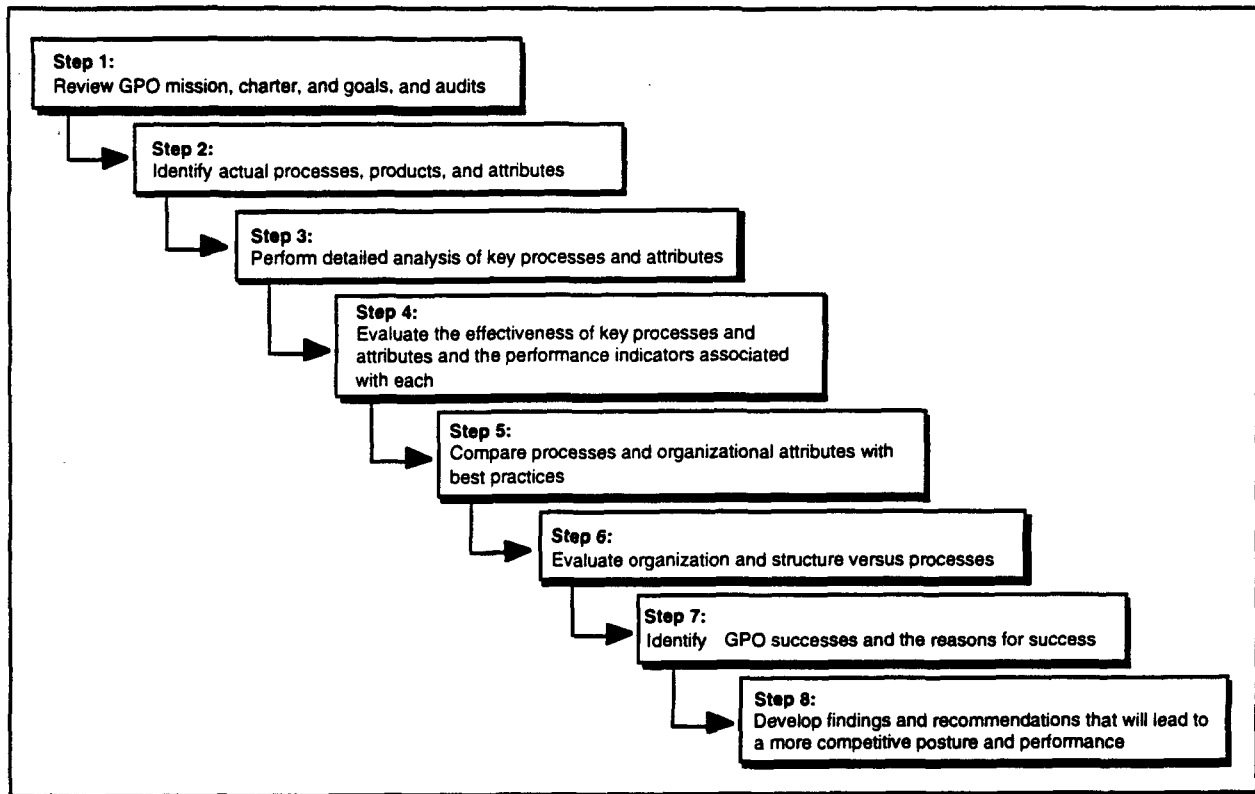 Step 1:
Review GPO mission, charter, and goals, and audits
Step 2:
Identify actual processes, products, and attributes
Step 3:
Perform detailed analysis of key processes and attributes
Step 4:
Evaluate the effectiveness of key processes and
attributes and the performance indicators associated
with each
Step 5:
Compare processes and organizational attributes with
best practices
Step 6:
Evaluate organization and structure versus processes
Step 7:
Identify GPO successes and the reasons for success
Step 8:
Develop findings and recommendations that will lead to
a more competitive posture and performance